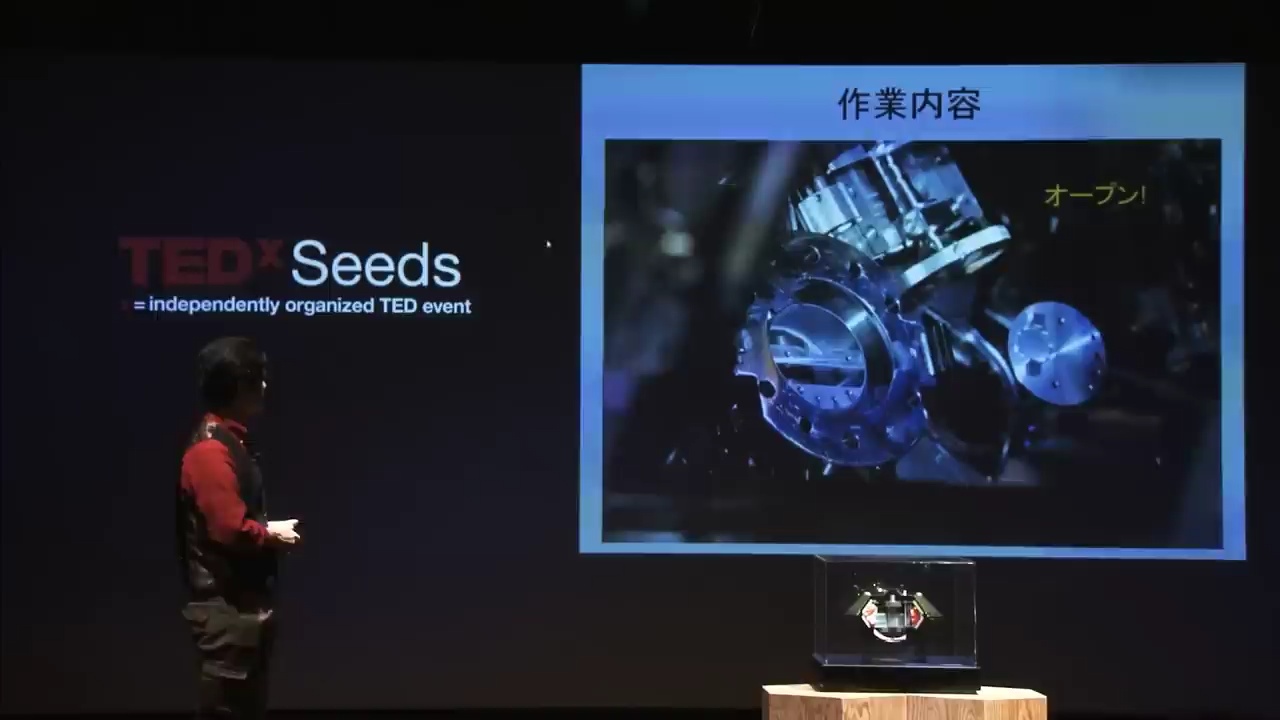 作業内容
オープン!
TEDx Seeds
x = independently organized TED event